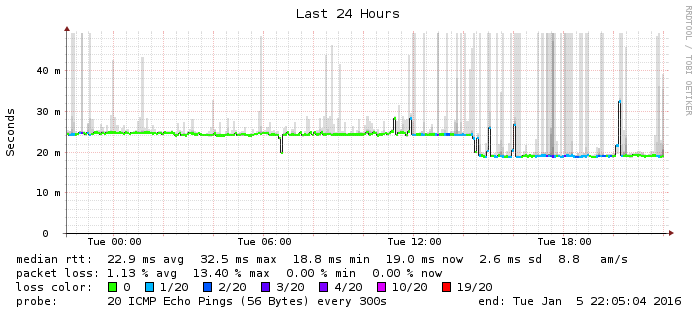 Last 24 Hours
RRDTOOL / TOBI OETIKER
Seconds
40 m
30 m
20 m
10 m
0
Tue 00:00 Tue 06:00 Tue 12:00 Tue 18:00
median rtt: 22.9 ms avg 32.5 ms max 18.8 ms min 19.0 ms now 2.6 ms sd 8.8 am/s
packet loss: 1.13 % avg 13.40 % max 0.00 % min 0.00 % now
loss color: 0 1/20 2/20 3/20 4/20 10/20 19/20
probe: 20 ICMP Echo Pings (56 Bytes) every 300s end: Tue Jan 5 22:05:04 2016